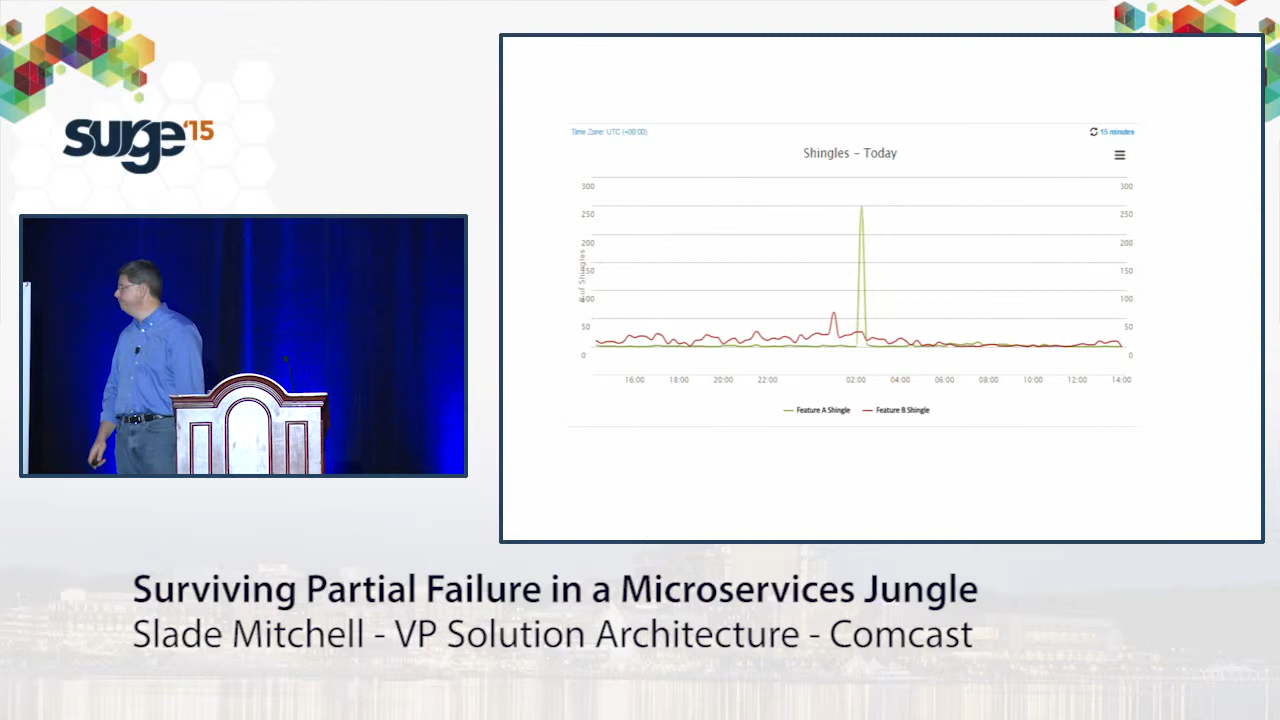 surge '15
Time Zone: UTC (+00:00)
15 minutes
Shingles - Today
300 300
250 250
200 200
150 150
100 100
50 50
0 0
# of Shingles
16:00 18:00 20:00 22:00 02:00 04:00 06:00 08:00 10:00 12:00 14:00
Feature A Shingle Feature B Shingle
Surviving Partial Failure in a Microservices Jungle
Slade Mitchell - VP Solution Architecture - Comcast